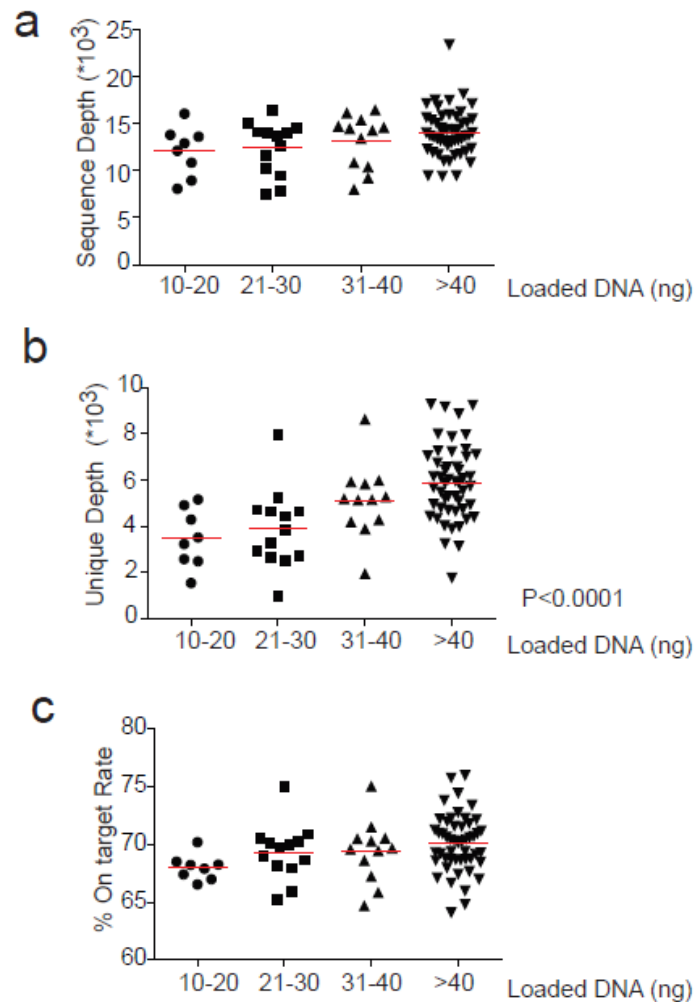 a
Sequence Depth (*10³)
25
20
15
10
5
0
10-20 21-30 31-40 >40 Loaded DNA (ng)
b
Unique Depth (*10³)
10
8
6
4
2
0
P<0.0001
10-20 21-30 31-40 >40 Loaded DNA (ng)
c
% On target Rate
80
75
70
65
60
10-20 21-30 31-40 >40 Loaded DNA (ng)